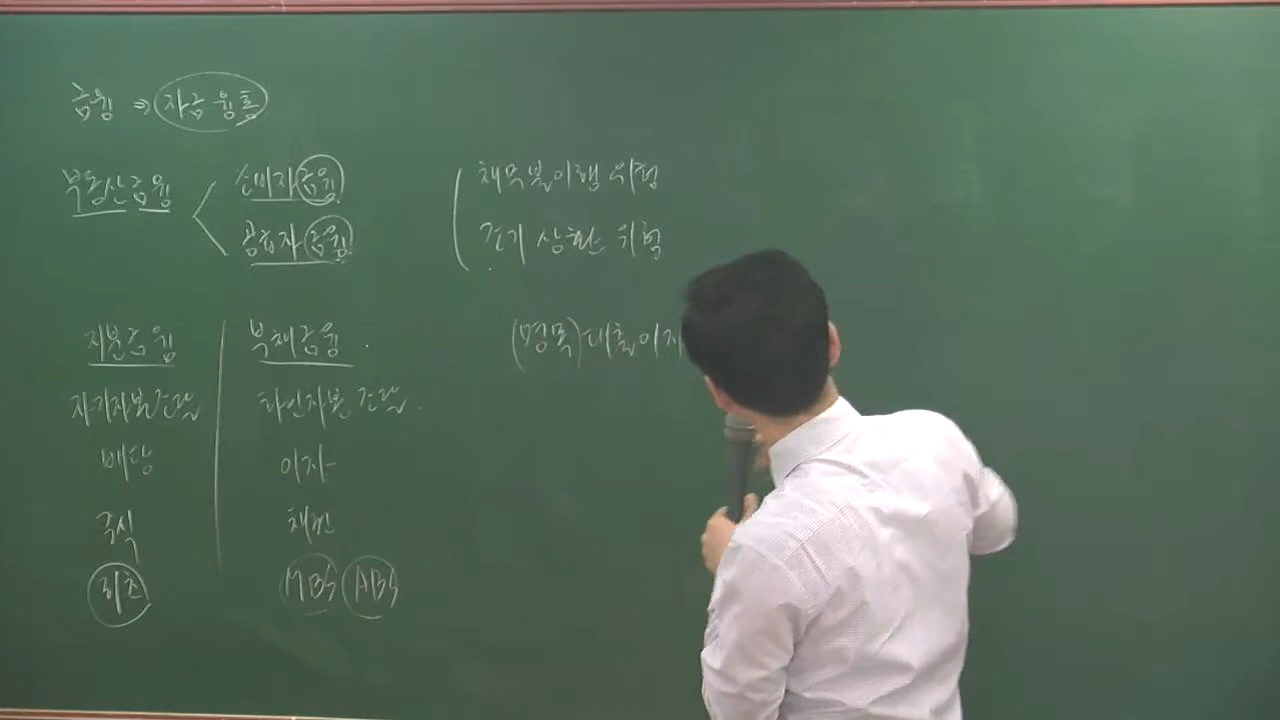 금융 ⇒ 자금 융통
부동산금융 < 소비자금융
공급자금융
채무불이행 위험
조기 상환 위험
지분금융
자기자본조달
배당
주식
리츠
부채금융
타인자본 조달
이자
채권
MBS ABS
(명목)대출이자